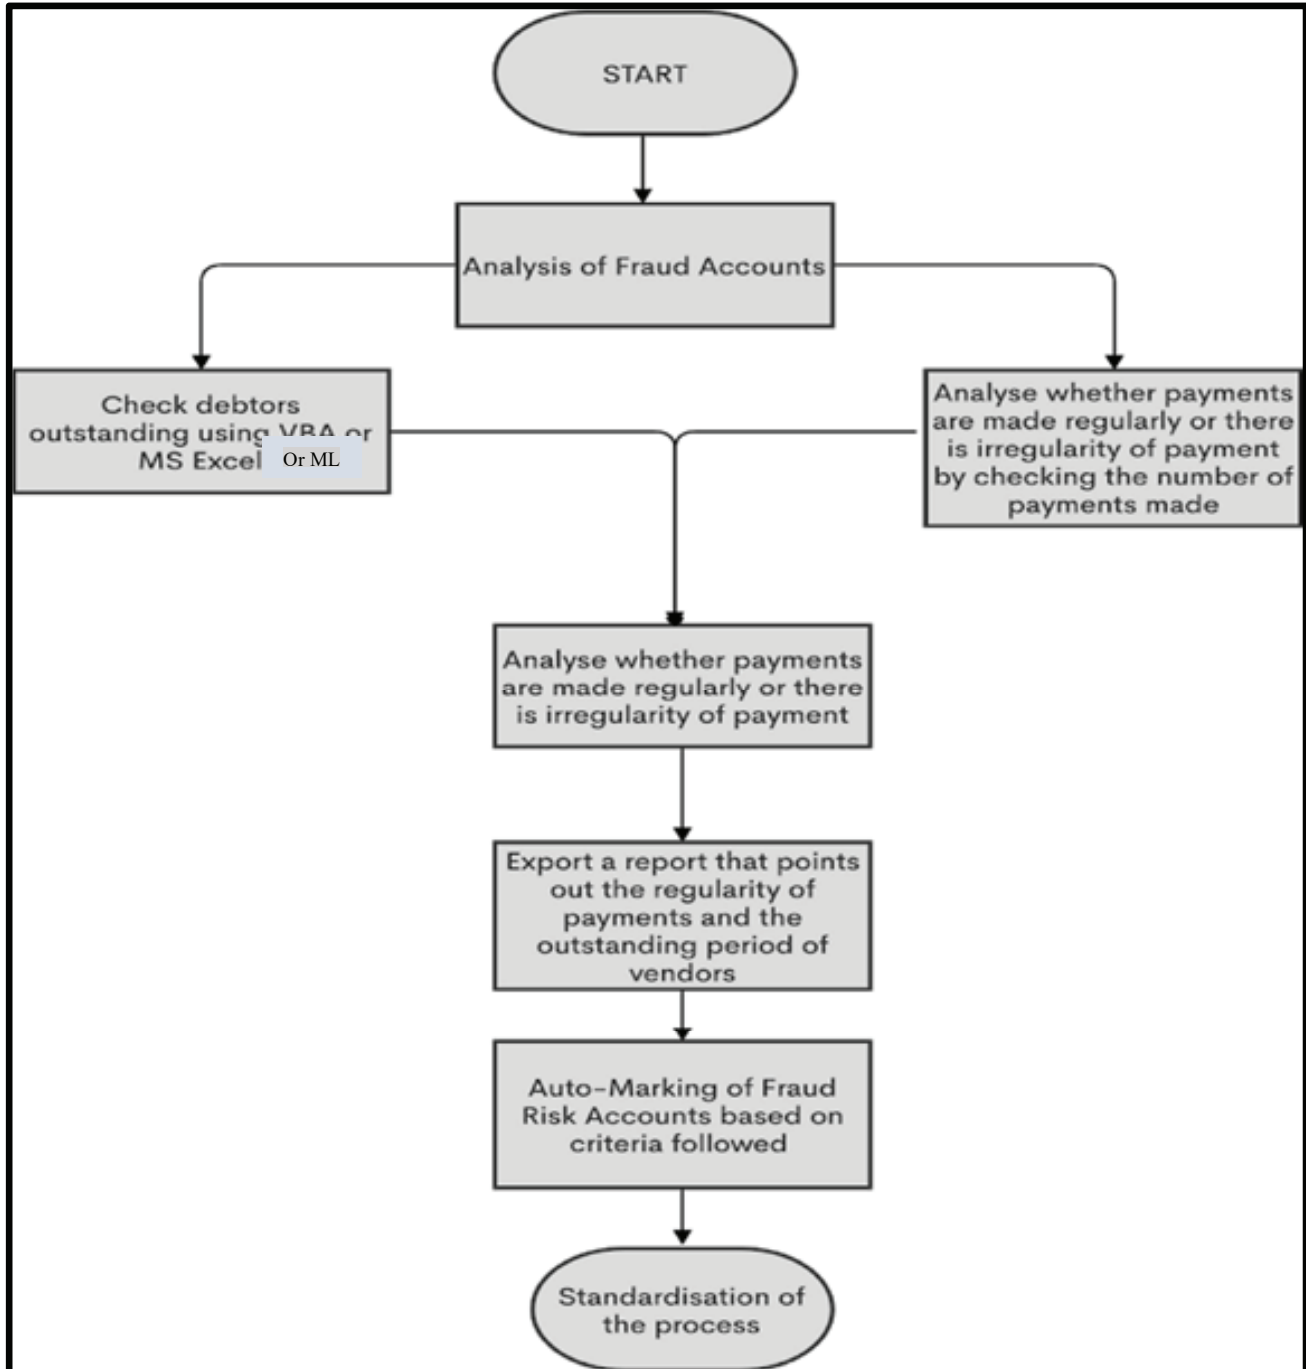 START
Analysis of Fraud Accounts
Check debtors
outstanding using VBA or
MS Excel Or ML
Analyse whether payments
are made regularly or there
is irregularity of payment
by checking the number of
payments made
Analyse whether payments
are made regularly or there
is irregularity of payment
Export a report that points
out the regularity of
payments and the
outstanding period of
vendors
Auto-Marking of Fraud
Risk Accounts based on
criteria followed
Standardisation of
the process